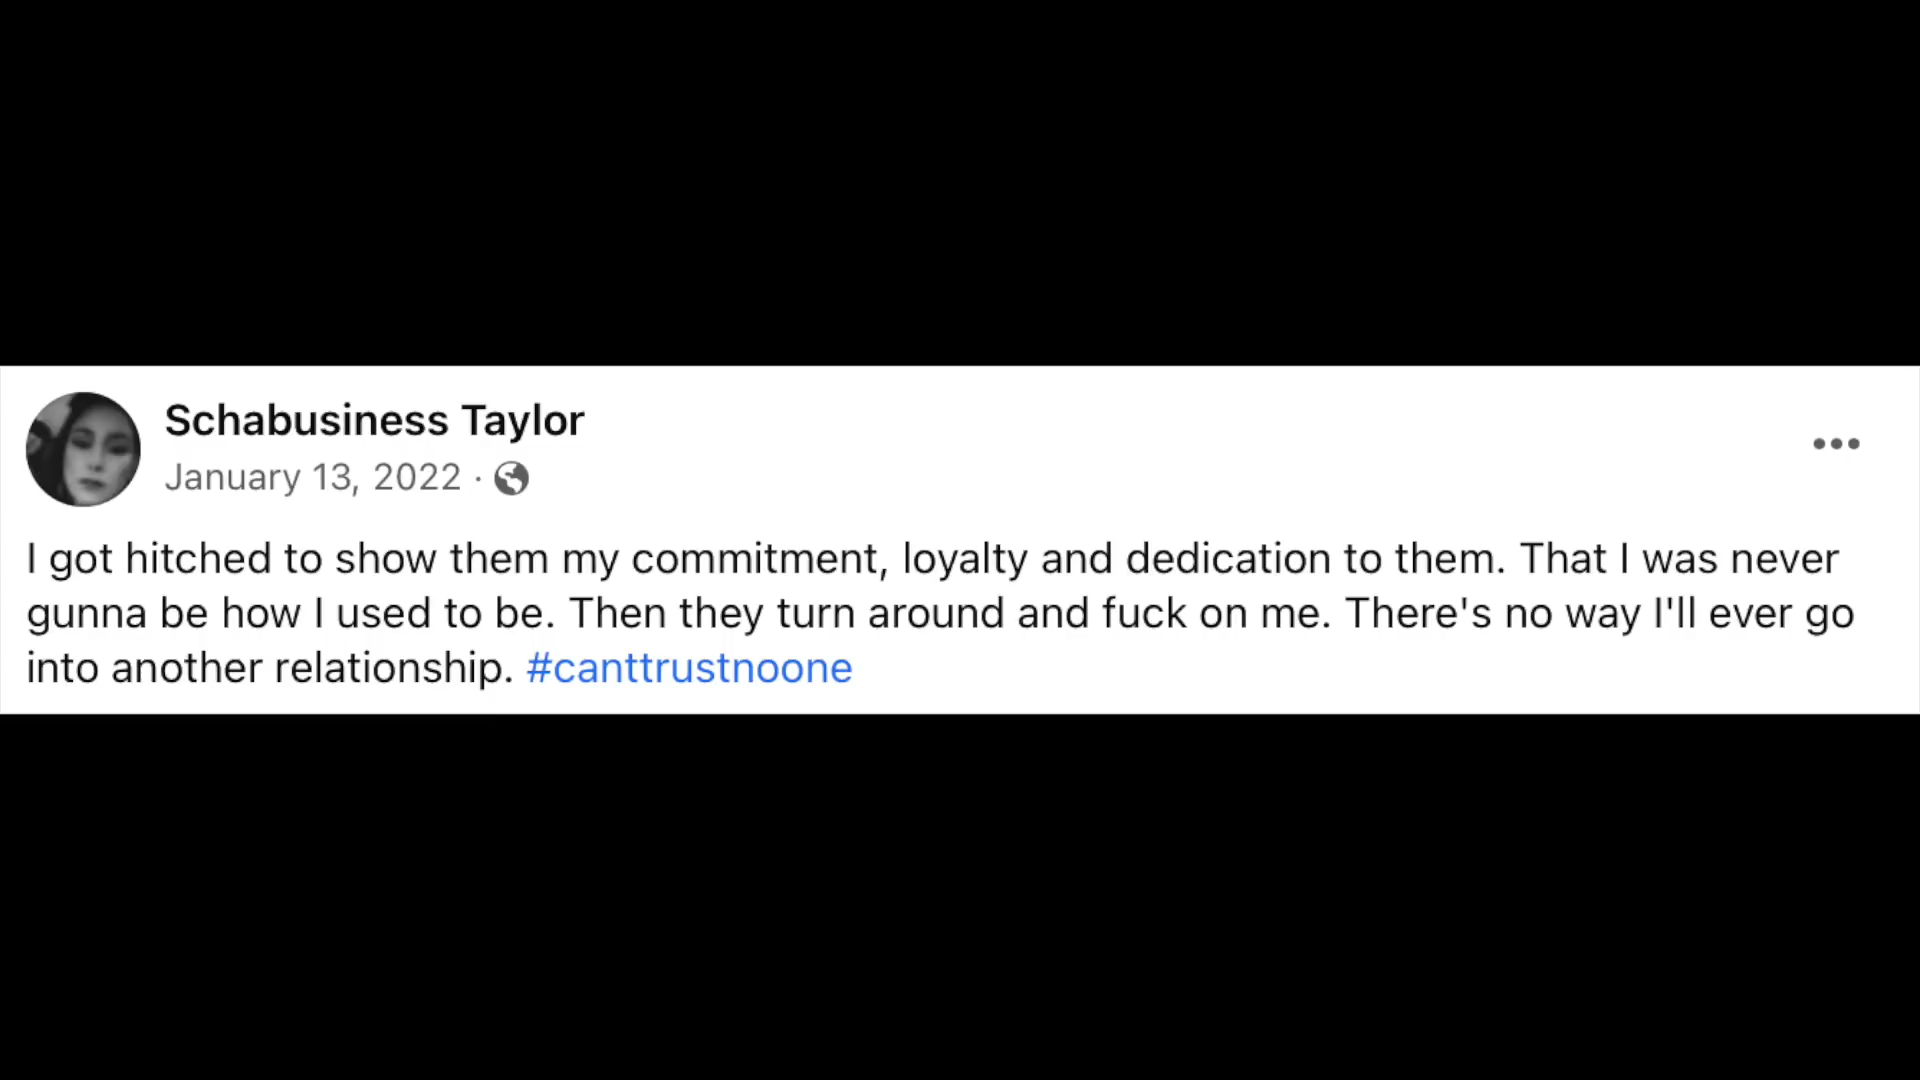 Schabusiness Taylor
January 13, 2022 ·
I got hitched to show them my commitment, loyalty and dedication to them. That I was never
gunna be how I used to be. Then they turn around and fuck on me. There's no way I'll ever go
into another relationship. #canttrustnoone